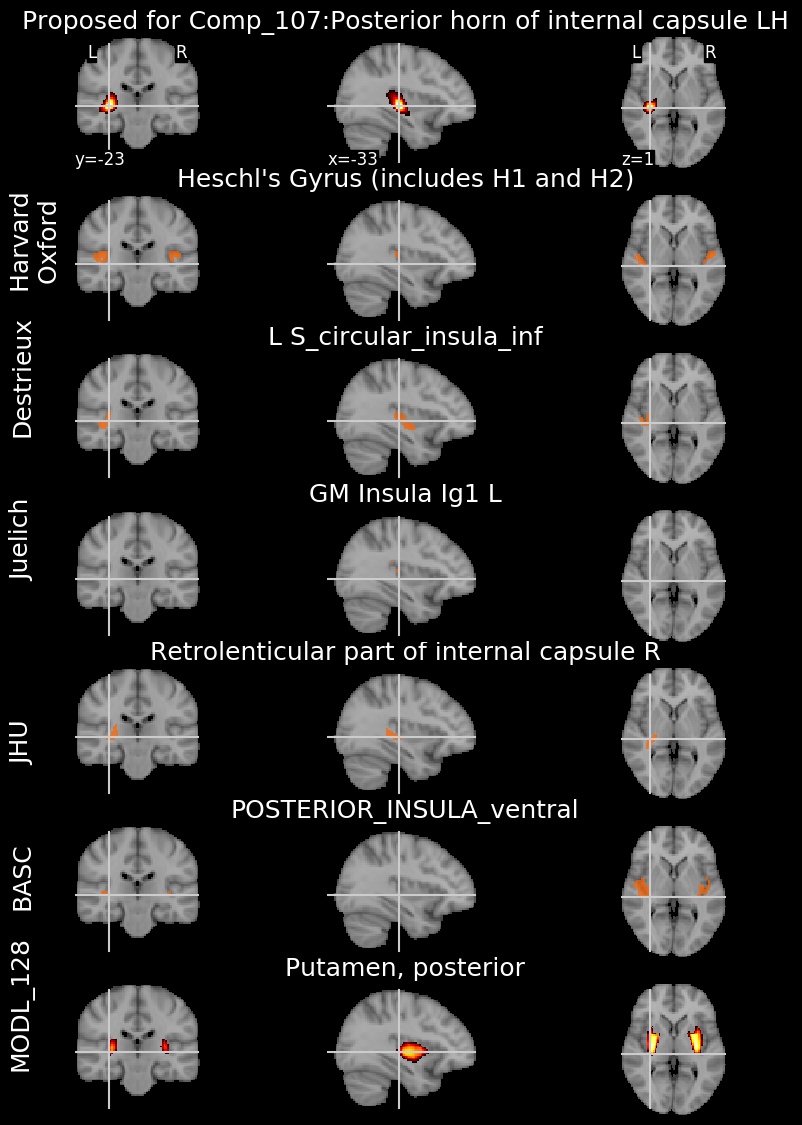 Proposed for Comp_107:Posterior horn of internal capsule LH
L R L R
y=-23 x=-33 z=1
Heschl's Gyrus (includes H1 and H2)
Harvard
Oxford
L S_circular_insula_inf
Destrieux
GM Insula Ig1 L
Juelich
Retrolenticular part of internal capsule R
JHU
POSTERIOR_INSULA_ventral
BASC
Putamen, posterior
MODL_128